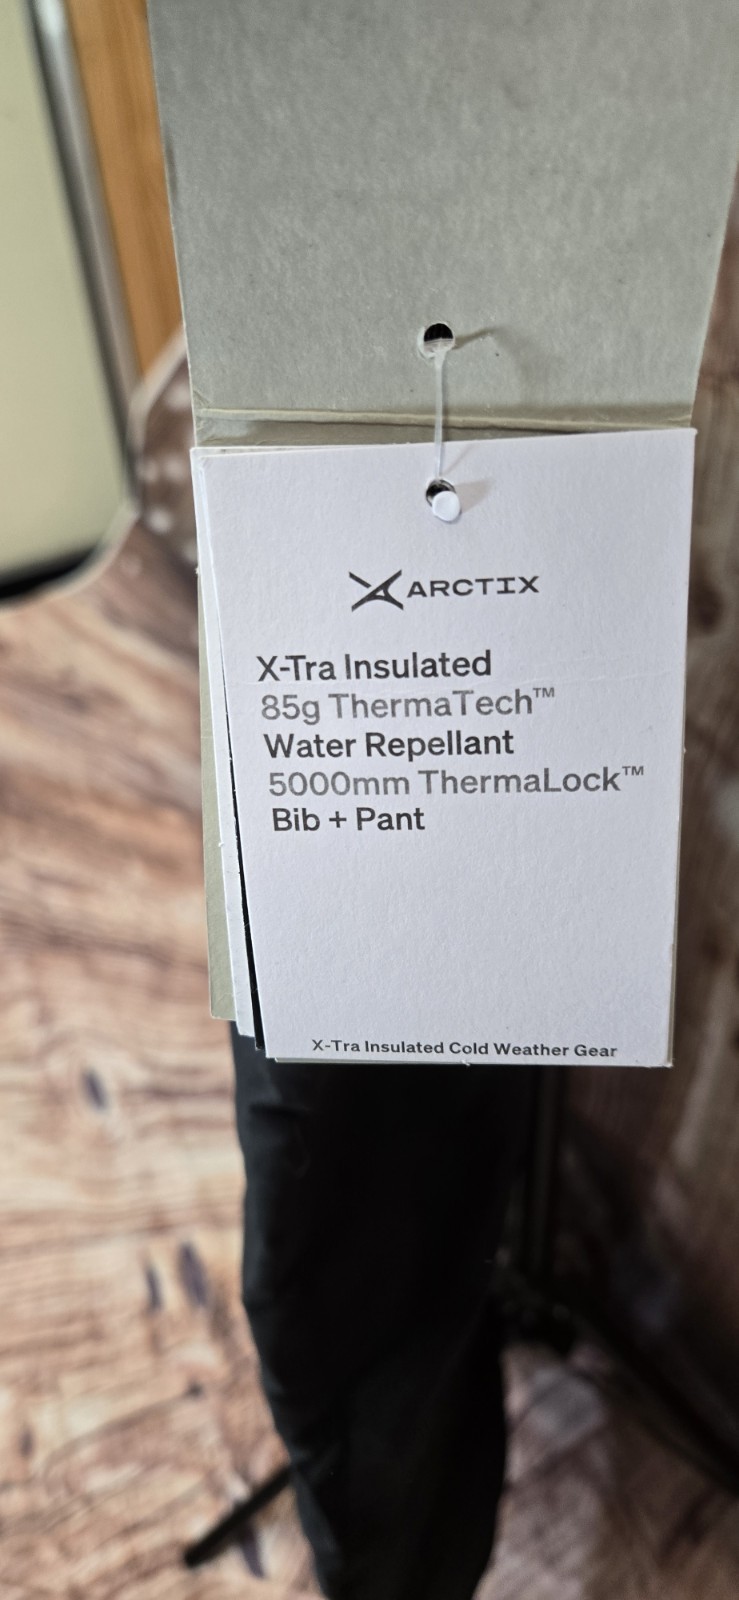 ARCTIX
X-Tra Insulated
85g ThermaTech™
Water Repellant
5000mm ThermaLock™
Bib + Pant
X-Tra Insulated Cold Weather Gear